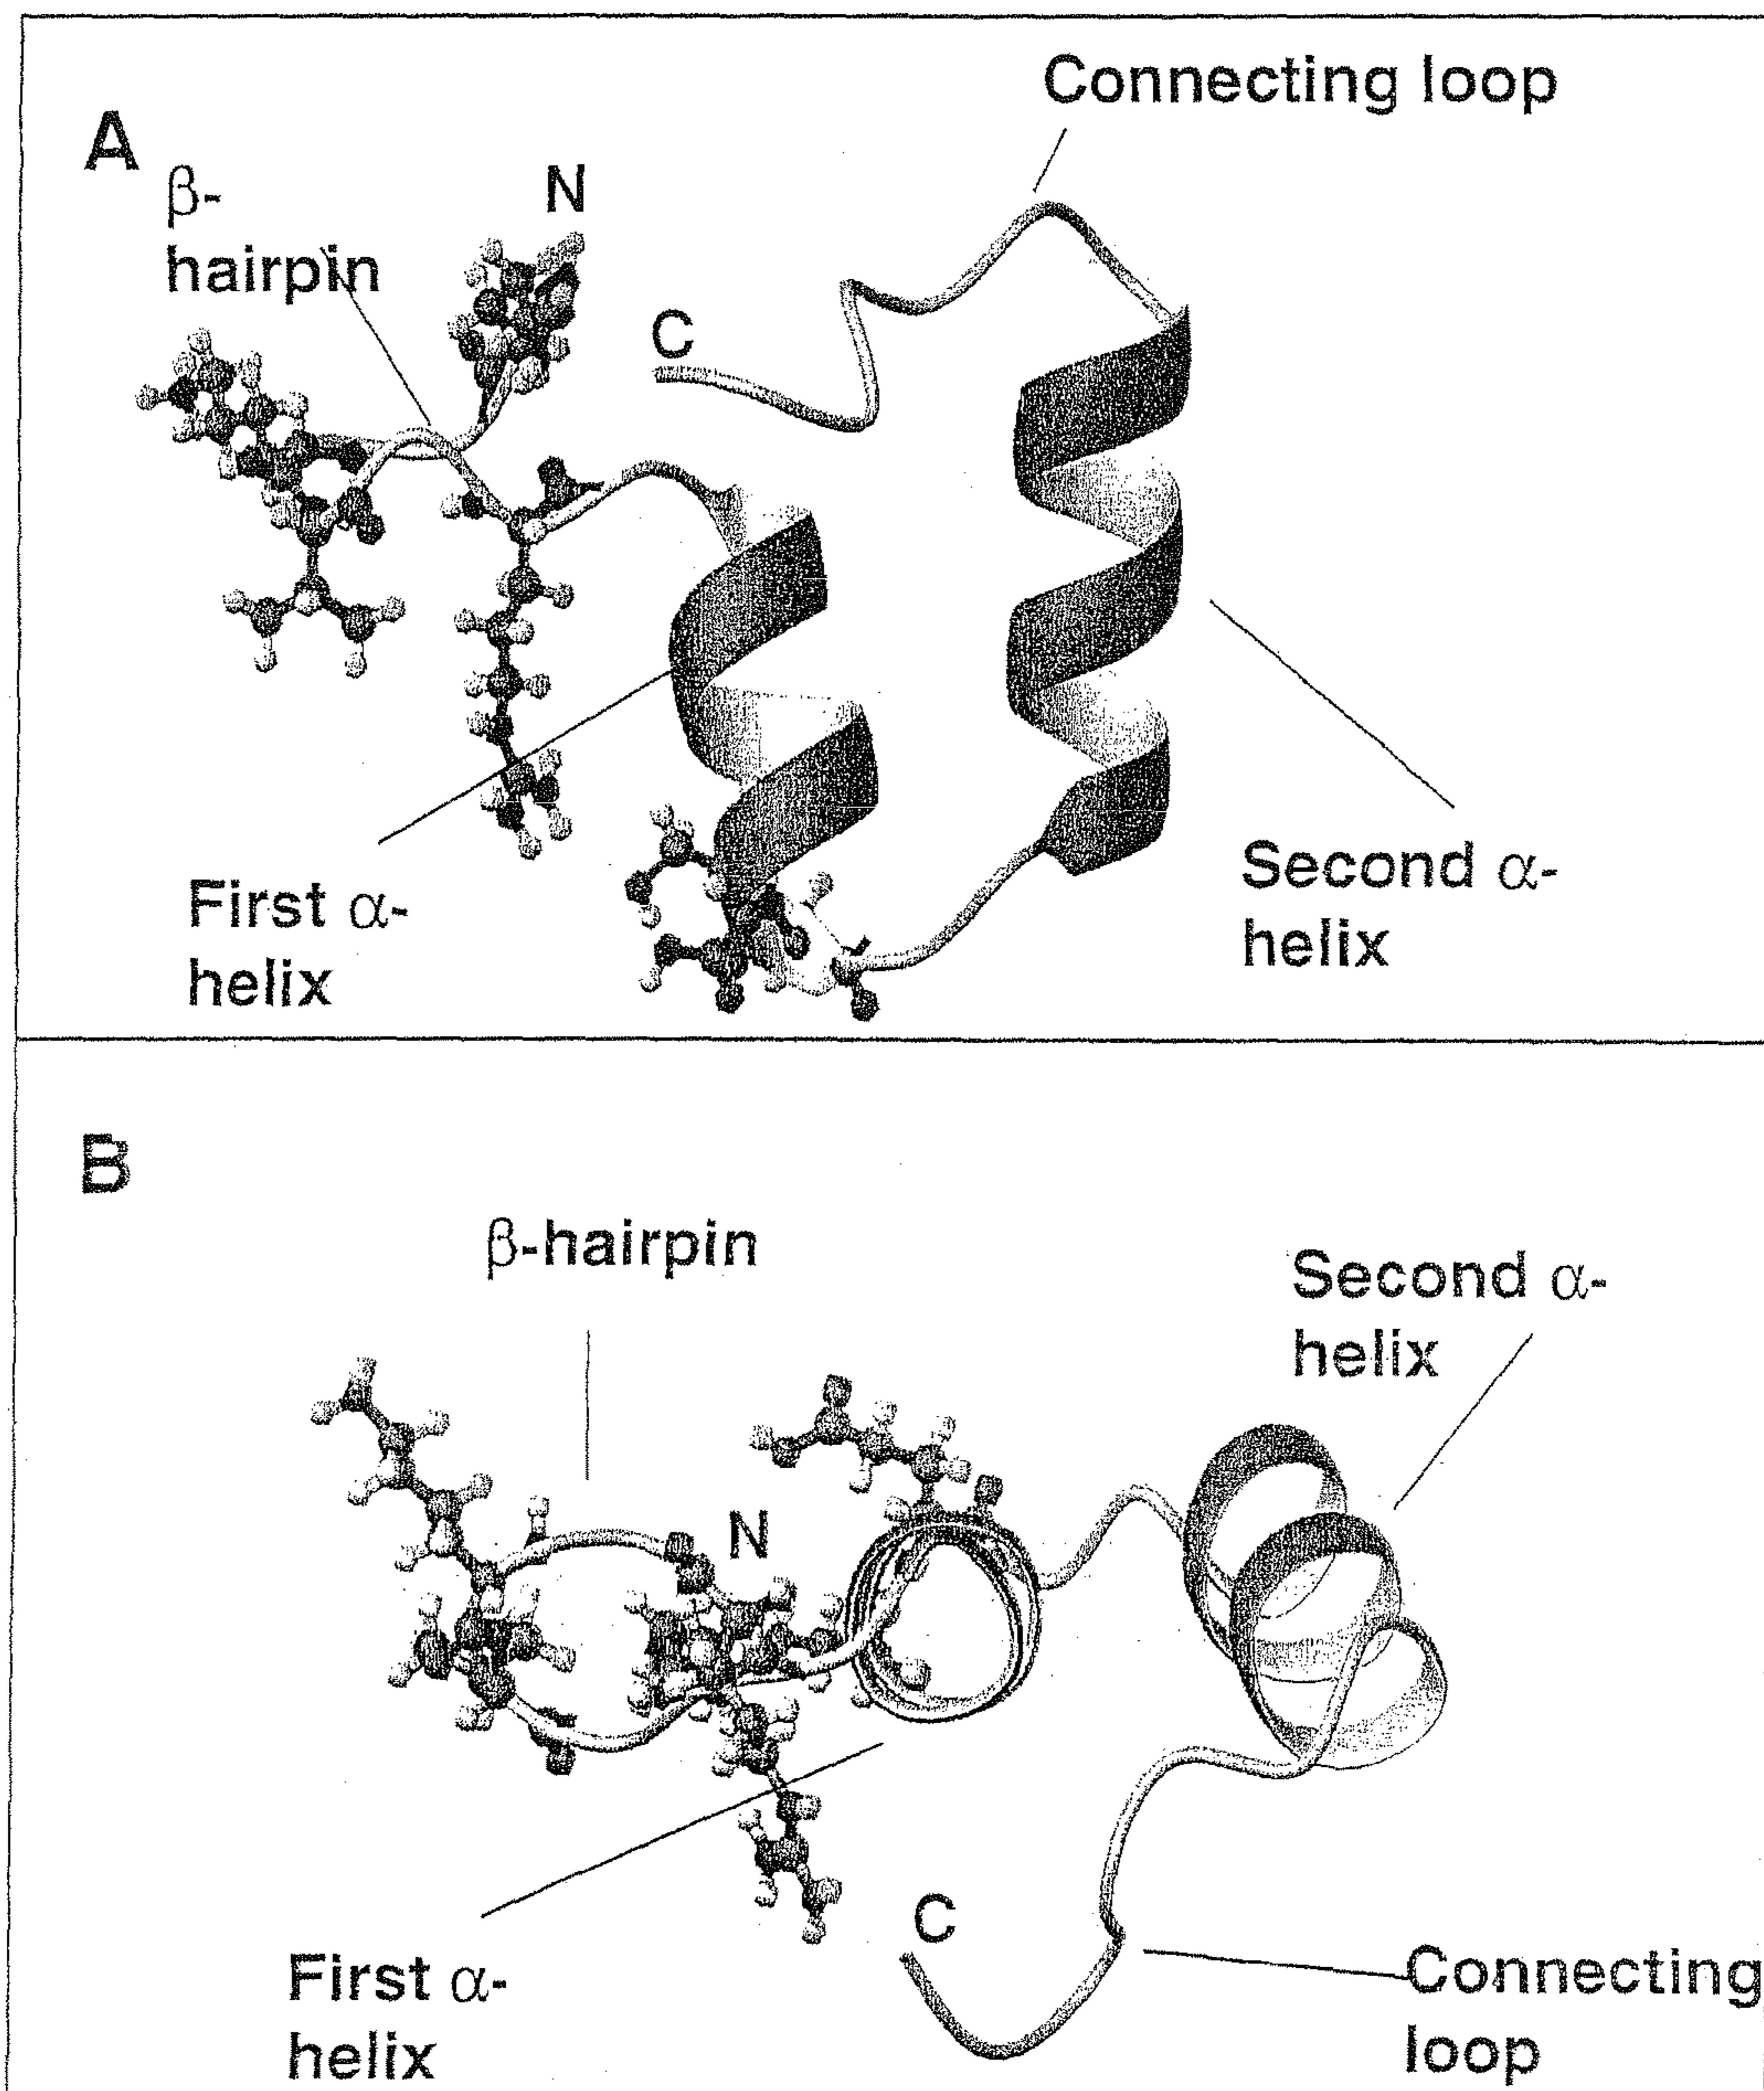 A
Connecting loop
β-
hairpin
N
C
First α-
helix
Second α-
helix
B
β-hairpin
Second α-
helix
N
C
First α-
helix
Connecting
loop